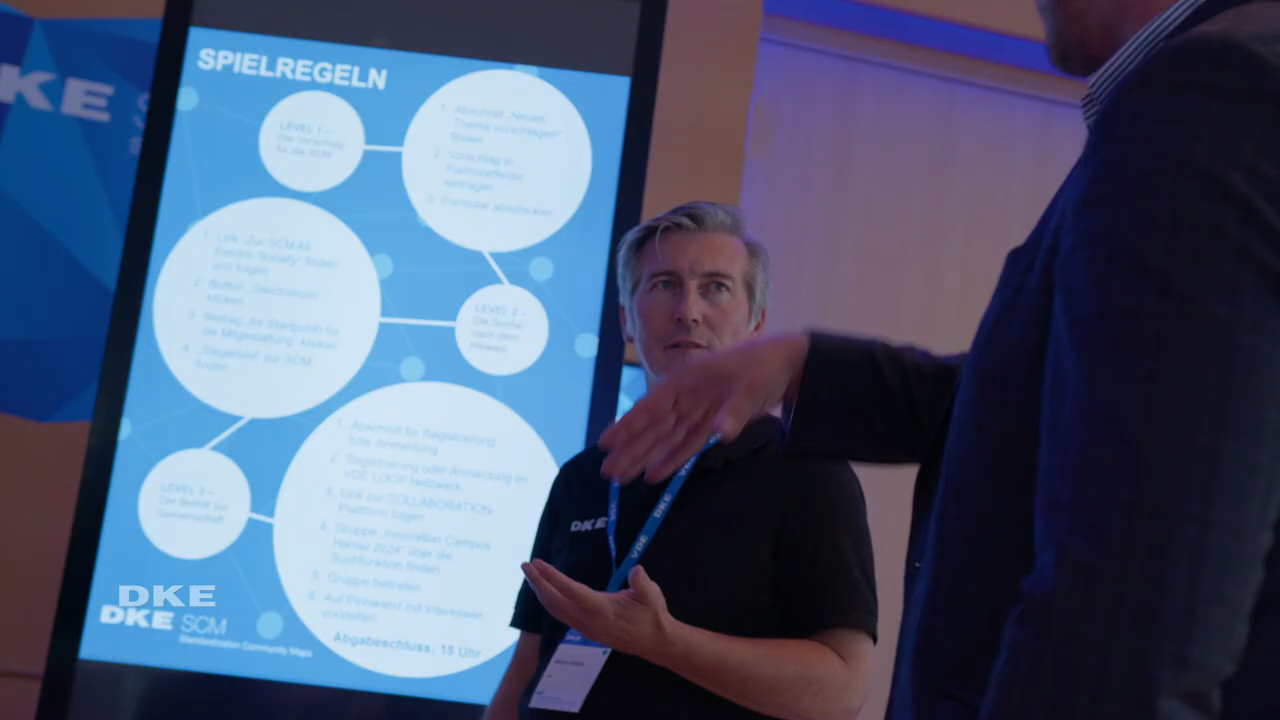 DKE
SPIELREGELN
LEVEL 1 –
Der Vorschlag
für die SCM
1. Abschnitt „Neues
Thema vorschlagen“
finden
2. Vorschlag in
Formularfelder
eintragen
3. Formular abschicken
1. Link „Zur SCM All
Electric Society“ finden
und folgen
2. Button
klicken
3. Beitrag „Ihr Startpunkt für
die Mitgestaltung“ klicken
4. zur SCM
finden
LEVEL 2 –
Die Suche
nach dem
Hinweis
LEVEL 3 –
Der Beitritt zur
Gemeinschaft
1. Abschnitt für Registrierung
bzw. Anmeldung
2. Registrierung oder Anmeldung im
VDE LOOP Netzwerk
3. Link zur COLLABORATION-
Plattform folgen
4. Gruppe „Innovation Campus
Hanau 2024“ über die
Suchfunktion finden
5. Gruppe beitreten
6. Auf Pinnwand mit Interessen
vorstellen
Abgabeschluss: 15 Uhr
DKE
DKE SCM
Standardization Community Maps
DKE
VDE DKE